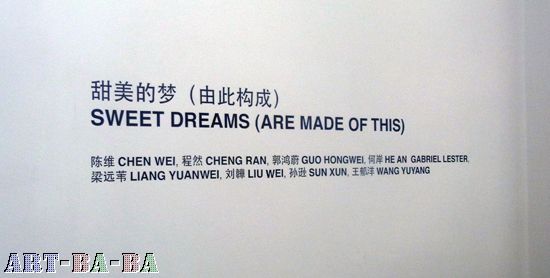 甜美的梦（由此构成）
SWEET DREAMS (ARE MADE OF THIS)
陈维 CHEN WEI, 程然 CHENG RAN, 郭鸿蔚 GUO HONGWEI, 何岸 HE AN GABRIEL LESTER,
梁远苇 LIANG YUANWEI, 刘韡 LIU WEI, 孙逊 SUN XUN, 王郁洋 WANG YUYANG
ART-BA-BA